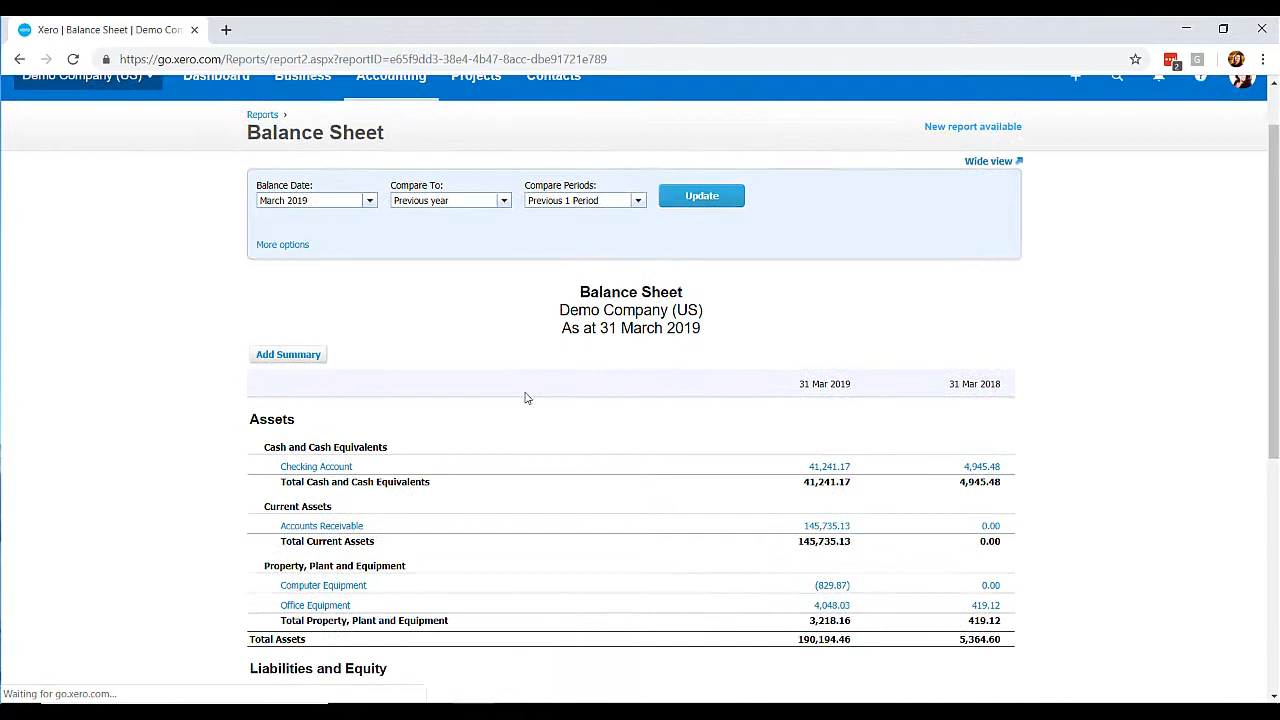 Xero | Balance Sheet | Demo Com
https://go.xero.com/Reports/report2.aspx?reportID=e65f9dd3-38e4-4b47-8acc-dbe91721e789
2
Demo Company (US)
Dashboard
Business
Accounting
Projects
Contacts
Reports ›
Balance Sheet
New report available
Wide view
Balance Date:
Compare To:
Compare Periods:
March 2019
Previous year
Previous 1 Period
Update
More options
Balance Sheet
Demo Company (US)
As at 31 March 2019
Add Summary
31 Mar 2019 31 Mar 2018
Assets
Cash and Cash Equivalents
Checking Account 41,241.17 4,945.48
Total Cash and Cash Equivalents 41,241.17 4,945.48
Current Assets
Accounts Receivable 145,735.13 0.00
Total Current Assets 145,735.13 0.00
Property, Plant and Equipment
Computer Equipment (829.87) 0.00
Office Equipment 4,048.03 419.12
Total Property, Plant and Equipment 3,218.16 419.12
Total Assets 190,194.46 5,364.60
Liabilities and Equity
Waiting for go.xero.com...